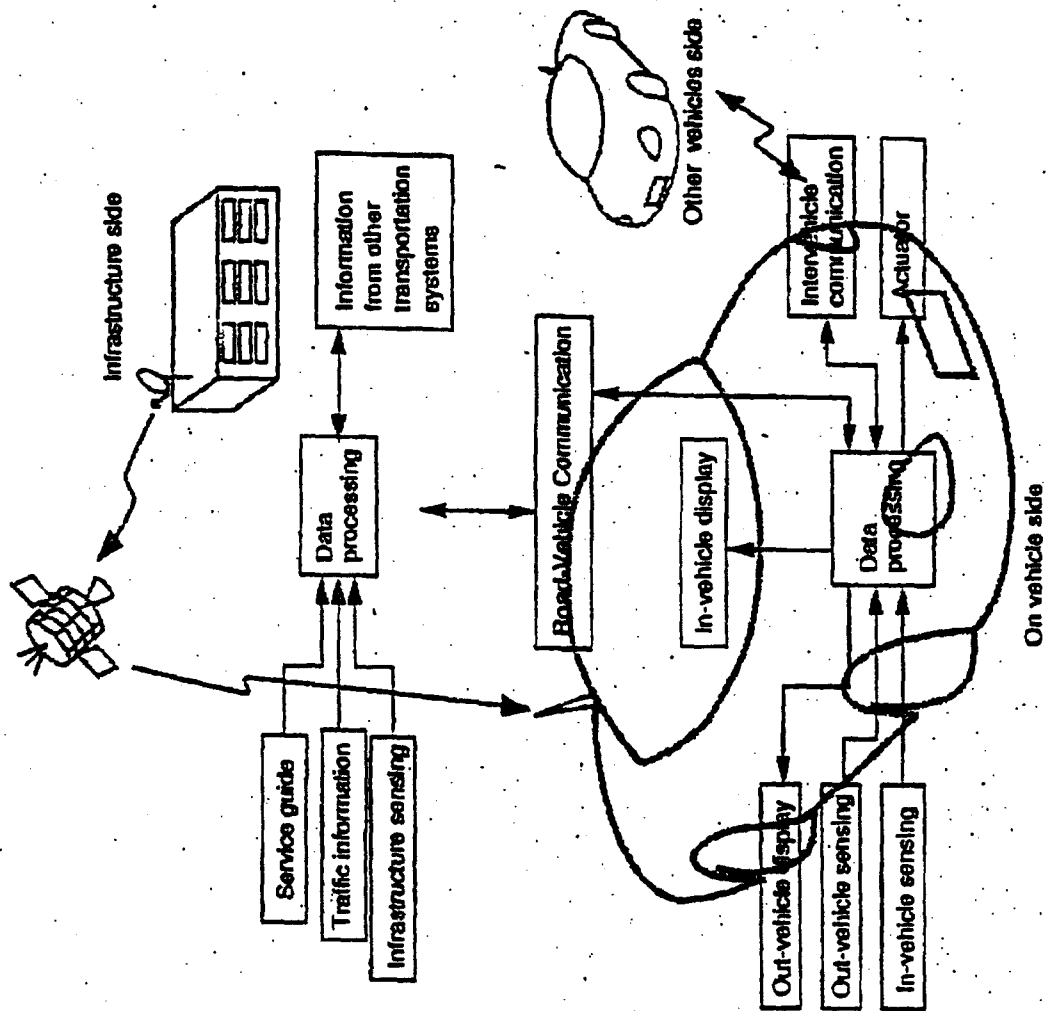 Infrastructure side
Service guide
Traffic information
Infrastructure sensing
Data
processing
Information
from other
transportation
systems
Road-Vehicle Communication
In-vehicle display
Other vehicles side
Out-vehicle display
Out-vehicle sensing
In-vehicle sensing
Data
processing
Intervehicle
communication
Actuator
On vehicle side